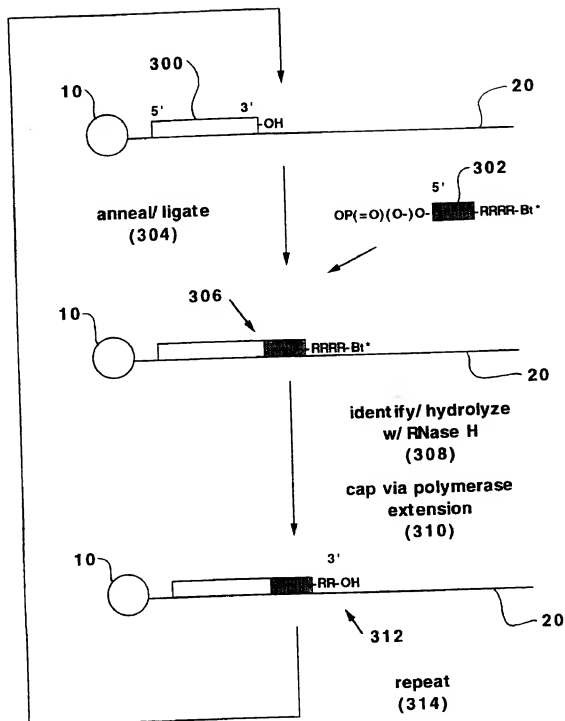 300
10
5'
3'
20
-OH
302
5'
anneal/ ligate
(304)
OP(=O)(O-)O-
-RRRR-Bt*
306
10
-RRRR-Bt*
20
identify/ hydrolyze
w/ RNase H
(308)
cap via polymerase
extension
(310)
10
3'
-RR-OH
20
312
repeat
(314)